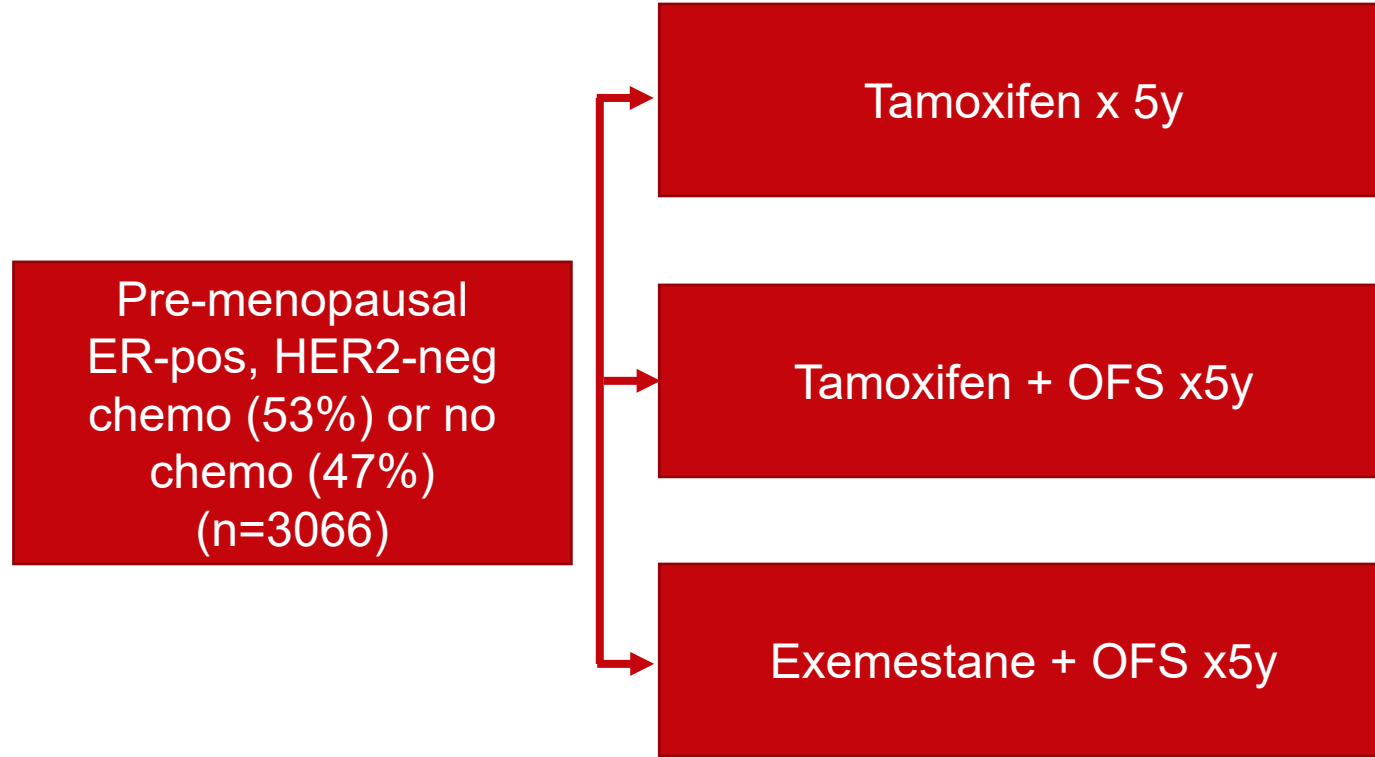 Pre-menopausal
ER-pos, HER2-neg
chemo (53%) or no
chemo (47%)
(n=3066)
Tamoxifen x 5y
Tamoxifen + OFS x5y
Exemestane + OFS x5y